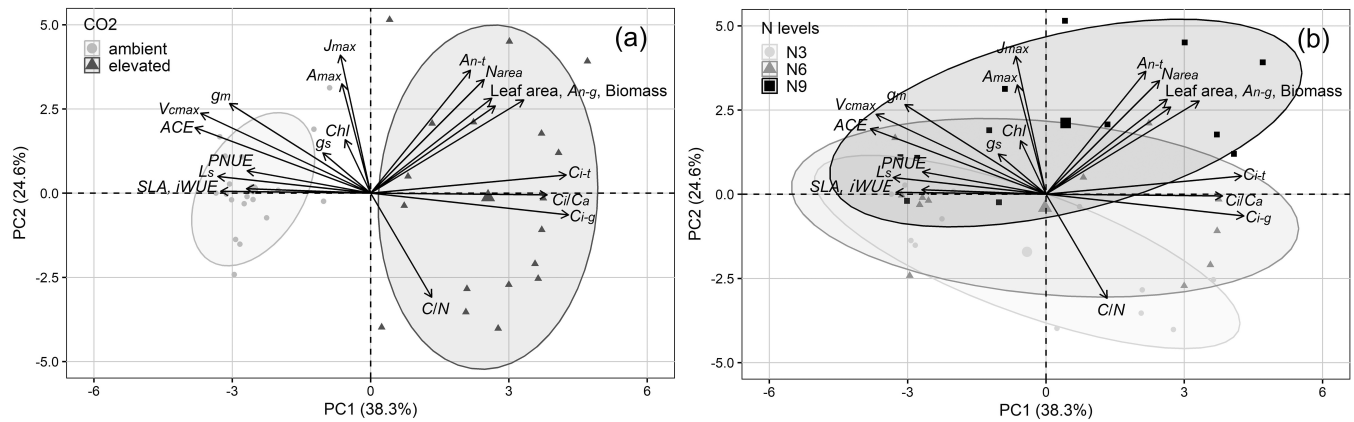 CO2
ambient
elevated
(a)
5.0
2.5
0.0
-2.5
-5.0
PC2 (24.6%)
-6 -3 0 3 6
PC1 (38.3%)
Jmax
Amax
An-t
Narea
Leaf area, An-g, Biomass
gm
Vcmax
ACE
Chl
gs
PNUE
Ls
SLA, iWUE
Ci-t
Ci/Ca
Ci-g
C/N
N levels
N3
N6
N9
(b)
5.0
2.5
0.0
-2.5
-5.0
PC2 (24.6%)
-6 -3 0 3 6
PC1 (38.3%)
Jmax
Amax
An-t
Narea
Leaf area, An-g, Biomass
gm
Vcmax
ACE
Chl
gs
PNUE
Ls
SLA, iWUE
Ci-t
Ci/Ca
Ci-g
C/N